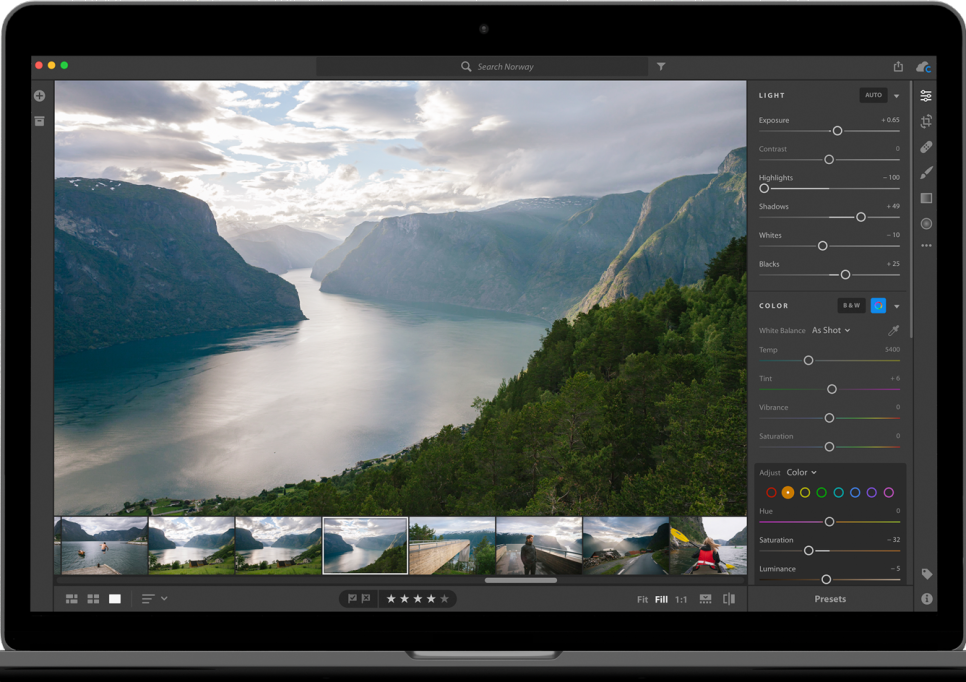 Search Norway
LIGHT
AUTO
Exposure
+ 0.65
Contrast
0
Highlights
– 100
Shadows
+ 49
Whites
– 10
Blacks
+ 25
COLOR
B & W
White Balance
As Shot
Temp
5400
Tint
+ 6
Vibrance
0
Saturation
0
Adjust
Color
Hue
0
Saturation
– 32
Luminance
– 5
Fit
Fill
1:1
Presets